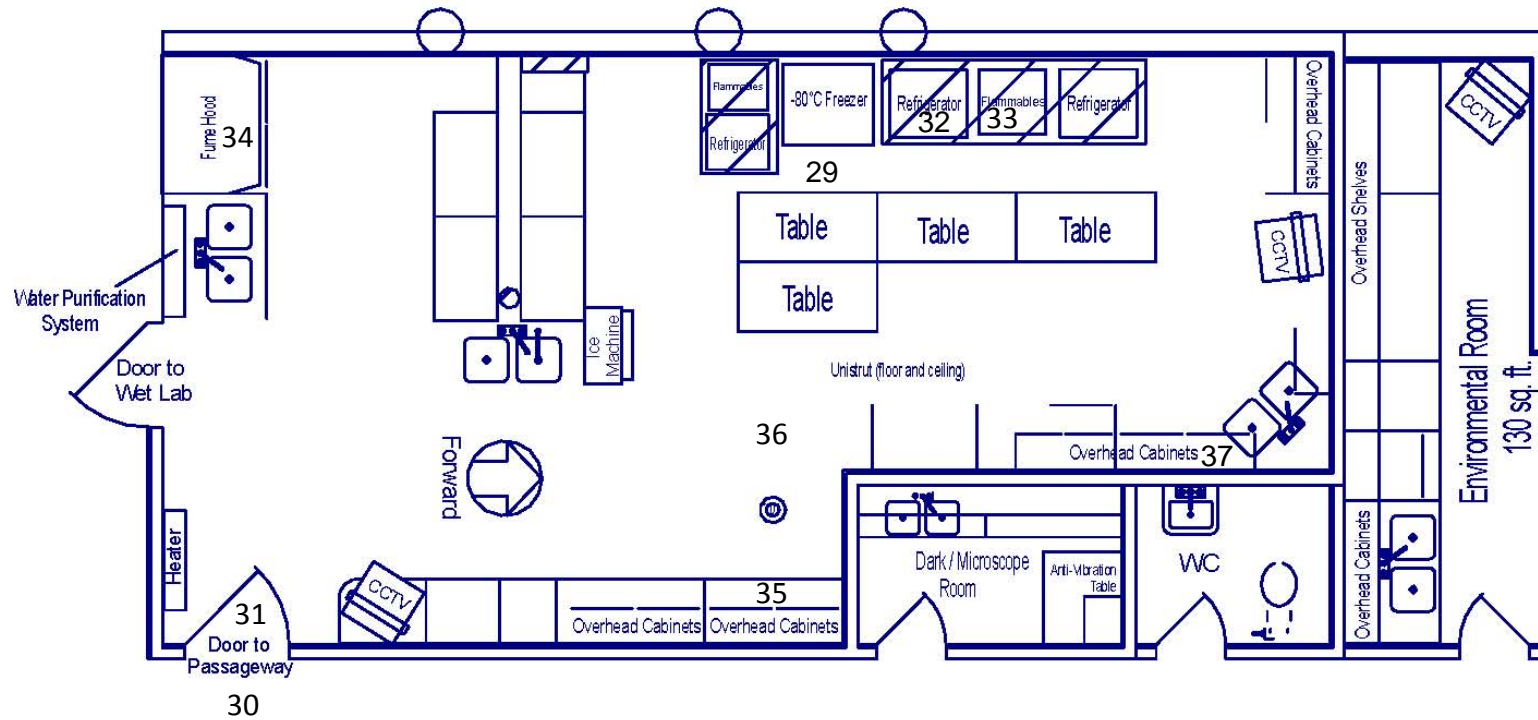 Fume Hood
34
Water Purification
System
Door to
Wet Lab
Heater
31
Door to
Passageway
30
Forward
CCTV
Ice
Machine
Flammables
Refrigerator
-80°C Freezer
29
Refrigerator
32
Flammables
33
Refrigerator
Overhead Cabinets
Table
Table
Table
Table
CCTV
Unistrut (floor and ceiling)
36
Overhead Cabinets
37
35
Overhead Cabinets
Overhead Cabinets
Dark / Microscope
Room
Anti-Vibration
Table
WC
CCTV
Overhead Shelves
Environmental Room
130 sq. ft.
Overhead Cabinets